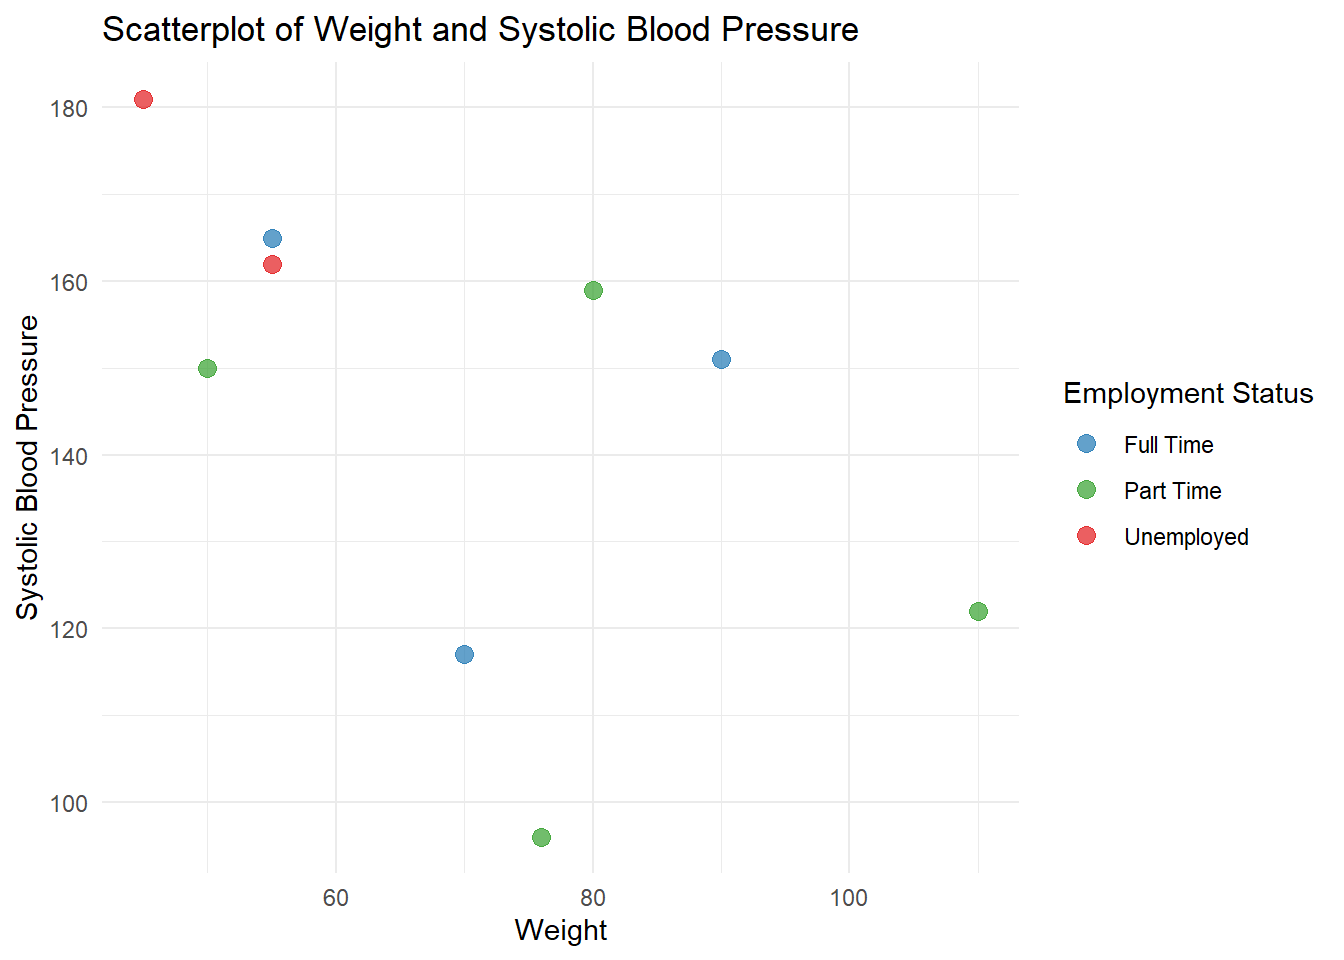 Scatterplot of Weight and Systolic Blood Pressure
Systolic Blood Pressure
180
160
140
120
100
60
80
100
Weight
Employment Status
Full Time
Part Time
Unemployed